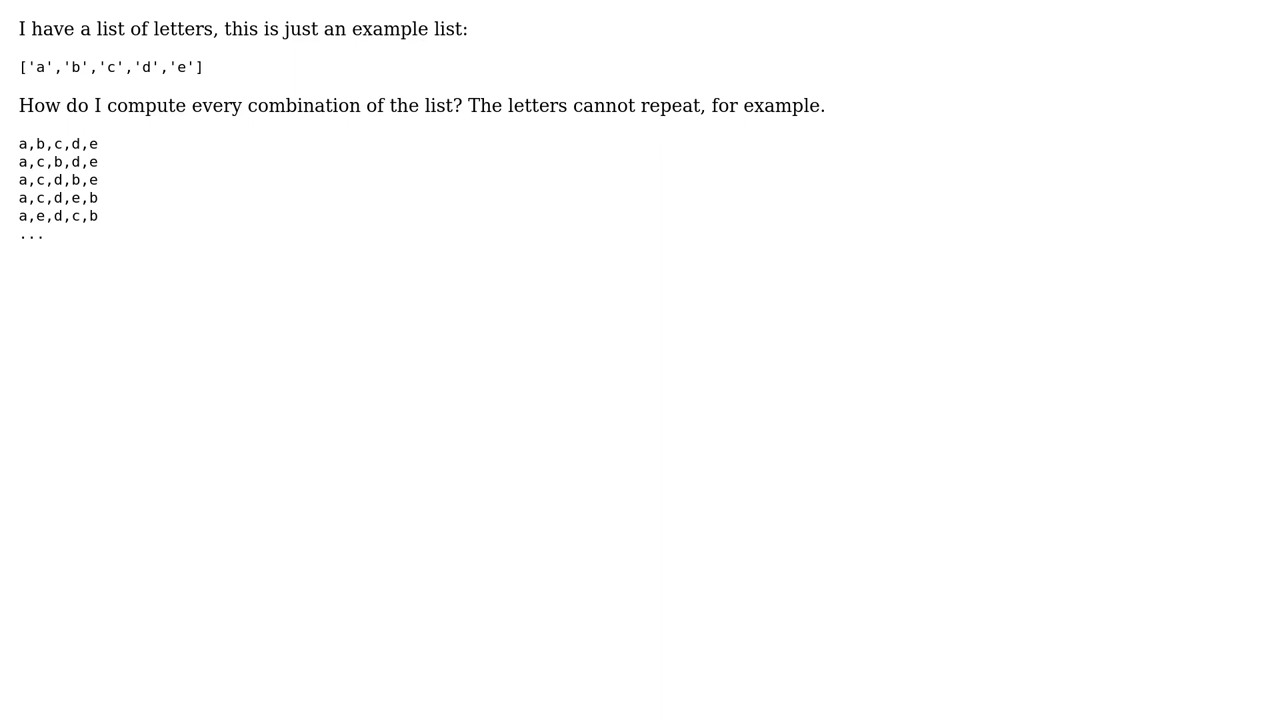 I have a list of letters, this is just an example list:
['a','b','c','d','e']
How do I compute every combination of the list? The letters cannot repeat, for example.
a,b,c,d,e
a,c,b,d,e
a,c,d,b,e
a,c,d,e,b
a,e,d,c,b
...